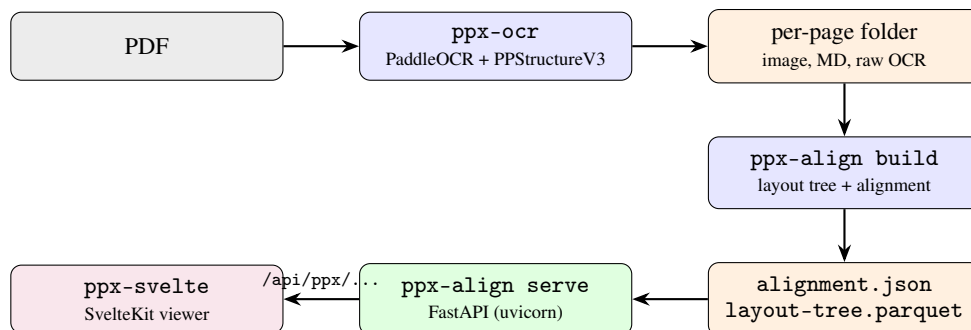 PDF
ppx-ocr
PaddleOCR + PPStructureV3
per-page folder
image, MD, raw OCR
ppx-align build
layout tree + alignment
alignment.json
layout-tree.parquet
ppx-align serve
FastAPI (uvicorn)
/api/ppx/...
ppx-svelte
SvelteKit viewer